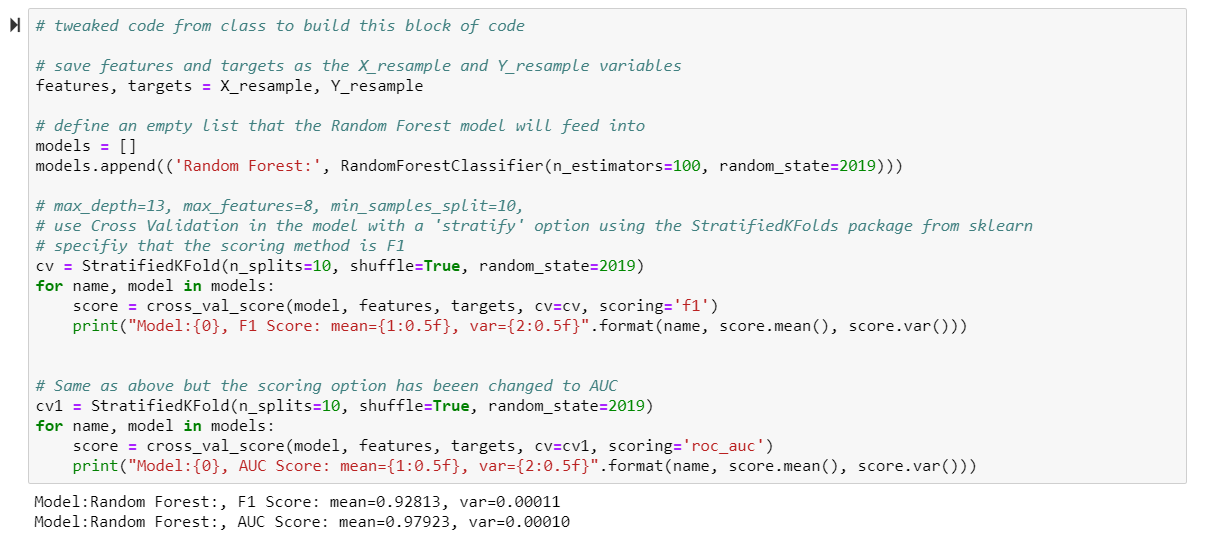 # tweaked code from class to build this block of code
# save features and targets as the X_resample and Y_resample variables
features, targets = X_resample, Y_resample
# define an empty list that the Random Forest model will feed into
models = []
models.append(('Random Forest:', RandomForestClassifier(n_estimators=100, random_state=2019)))
# max_depth=13, max_features=8, min_samples_split=10,
# use Cross Validation in the model with a 'stratify' option using the StratifiedKFolds package from sklearn
# specifiy that the scoring method is F1
cv = StratifiedKFold(n_splits=10, shuffle=True, random_state=2019)
for name, model in models:
    score = cross_val_score(model, features, targets, cv=cv, scoring='f1')
    print("Model:{0}, F1 Score: mean={1:0.5f}, var={2:0.5f}".format(name, score.mean(), score.var()))
# Same as above but the scoring option has beeen changed to AUC
cv1 = StratifiedKFold(n_splits=10, shuffle=True, random_state=2019)
for name, model in models:
    score = cross_val_score(model, features, targets, cv=cv1, scoring='roc_auc')
    print("Model:{0}, AUC Score: mean={1:0.5f}, var={2:0.5f}".format(name, score.mean(), score.var()))
Model:Random Forest:, F1 Score: mean=0.92813, var=0.00011
Model:Random Forest:, AUC Score: mean=0.97923, var=0.00010